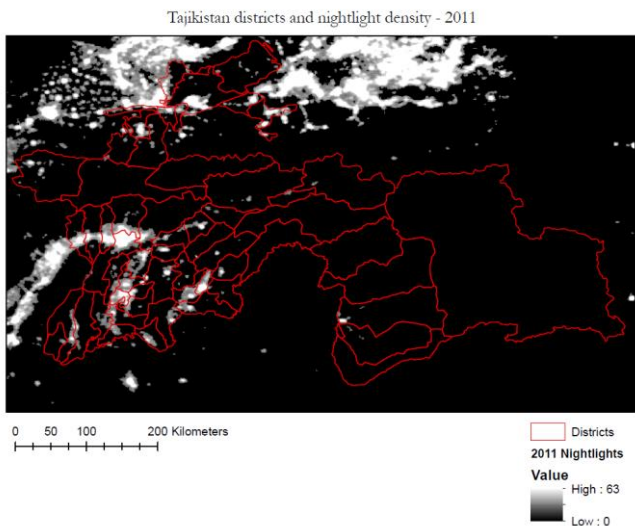 Tajikistan districts and nightlight density - 2011
0 50 100 200 Kilometers
Districts
2011 Nightlights
Value
High : 63
Low : 0